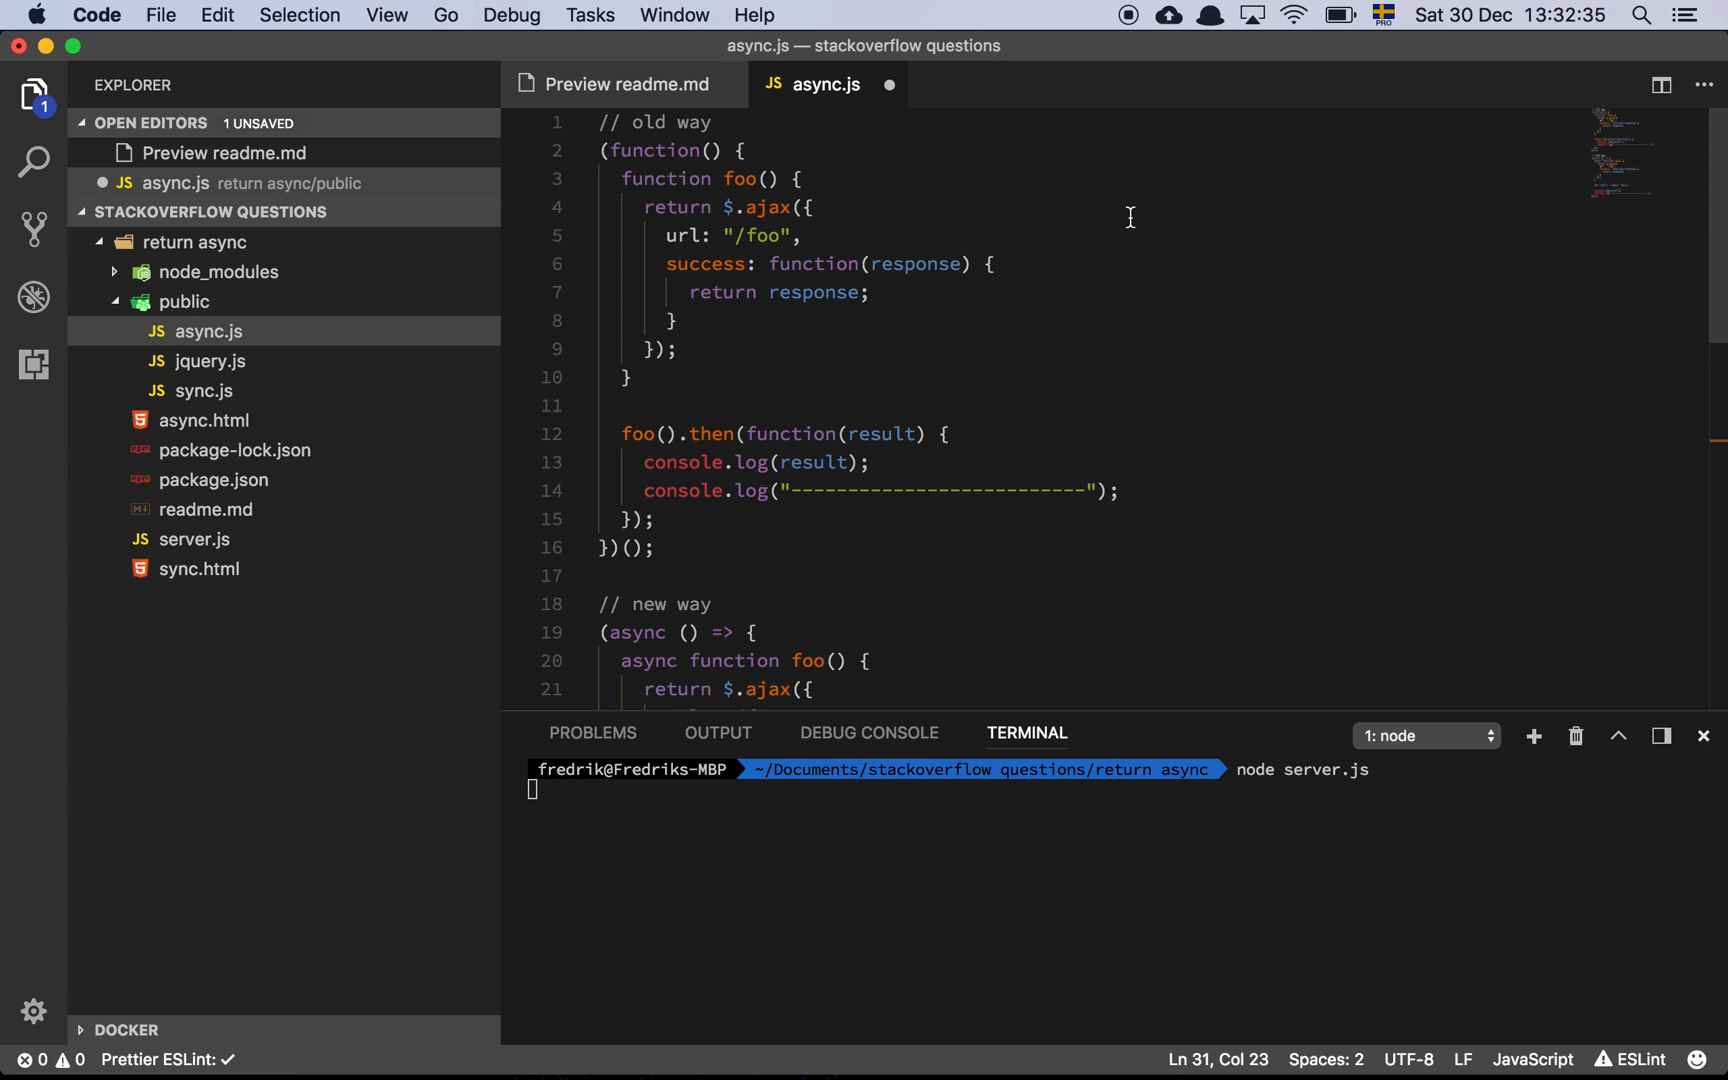 Code File Edit Selection View Go Debug Tasks Window Help PRO Sat 30 Dec 13:32:35
async.js — stackoverflow questions
1
EXPLORER
OPEN EDITORS 1 UNSAVED
Preview readme.md
JS async.js return async/public
STACKOVERFLOW QUESTIONS
return async
node_modules
public
JS async.js
JS jquery.js
JS sync.js
5 async.html
package-lock.json
package.json
M↓ readme.md
JS server.js
5 sync.html
DOCKER
Preview readme.md JS async.js
1 // old way
2 (function() {
3 function foo() {
4 return $.ajax({
5 url: "/foo",
6 success: function(response) {
7 return response;
8 }
9 });
10 }
11
12 foo().then(function(result) {
13 console.log(result);
14 console.log("--------------------------");
15 });
16 })();
17
18 // new way
19 (async () => {
20 async function foo() {
21 return $.ajax({
PROBLEMS OUTPUT DEBUG CONSOLE TERMINAL 1: node
fredrik@Fredriks-MBP ~/Documents/stackoverflow questions/return async node server.js
0 0 Prettier ESLint: ✓ Ln 31, Col 23 Spaces: 2 UTF-8 LF JavaScript ESLint